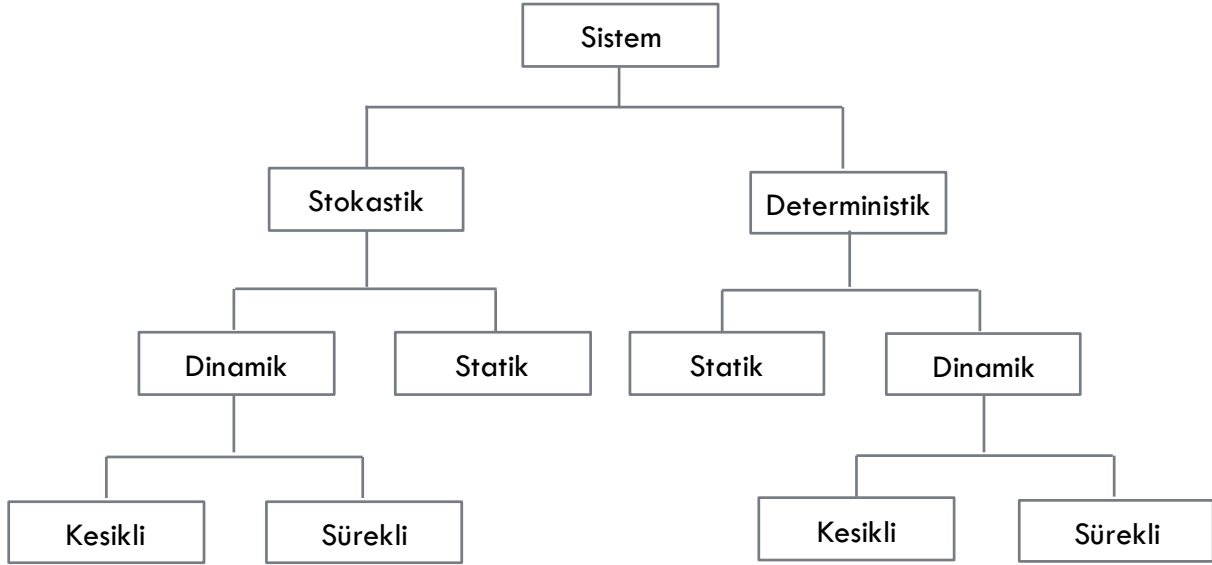 Sistem
Stokastik
Deterministik
Dinamik
Statik
Statik
Dinamik
Kesikli
Sürekli
Kesikli
Sürekli